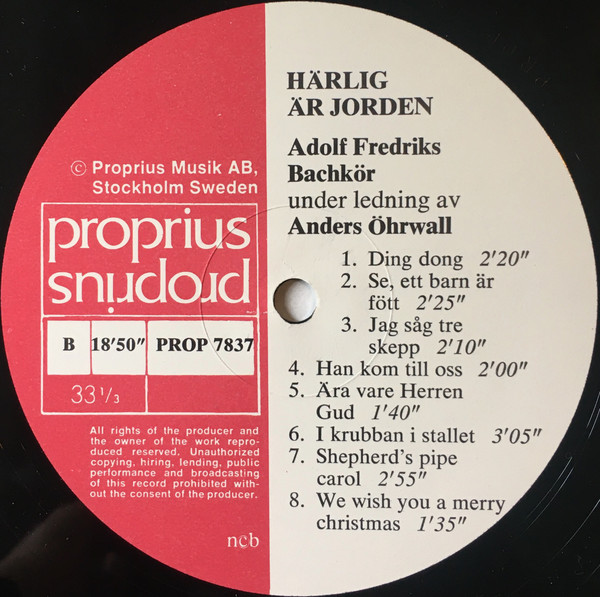 © Proprius Musik AB,
Stockholm Sweden
proprius
proprius
B 18'50" PROP 7837
33 1/3
All rights of the producer and
the owner of the work repro-
duced reserved. Unauthorized
copying, hiring, lending, public
performance and broadcasting
of this record prohibited with-
out the consent of the producer.
ncb
HÄRLIG
ÄR JORDEN
Adolf Fredriks
Bachkör
under ledning av
Anders Öhrwall
1. Ding dong 2'20"
2. Se, ett barn är
fött 2'25"
3. Jag såg tre
skepp 2'10"
4. Han kom till oss 2'00"
5. Ära vare Herren
Gud 1'40"
6. I krubban i stallet 3'05"
7. Shepherd's pipe
carol 2'55"
8. We wish you a merry
christmas 1'35"